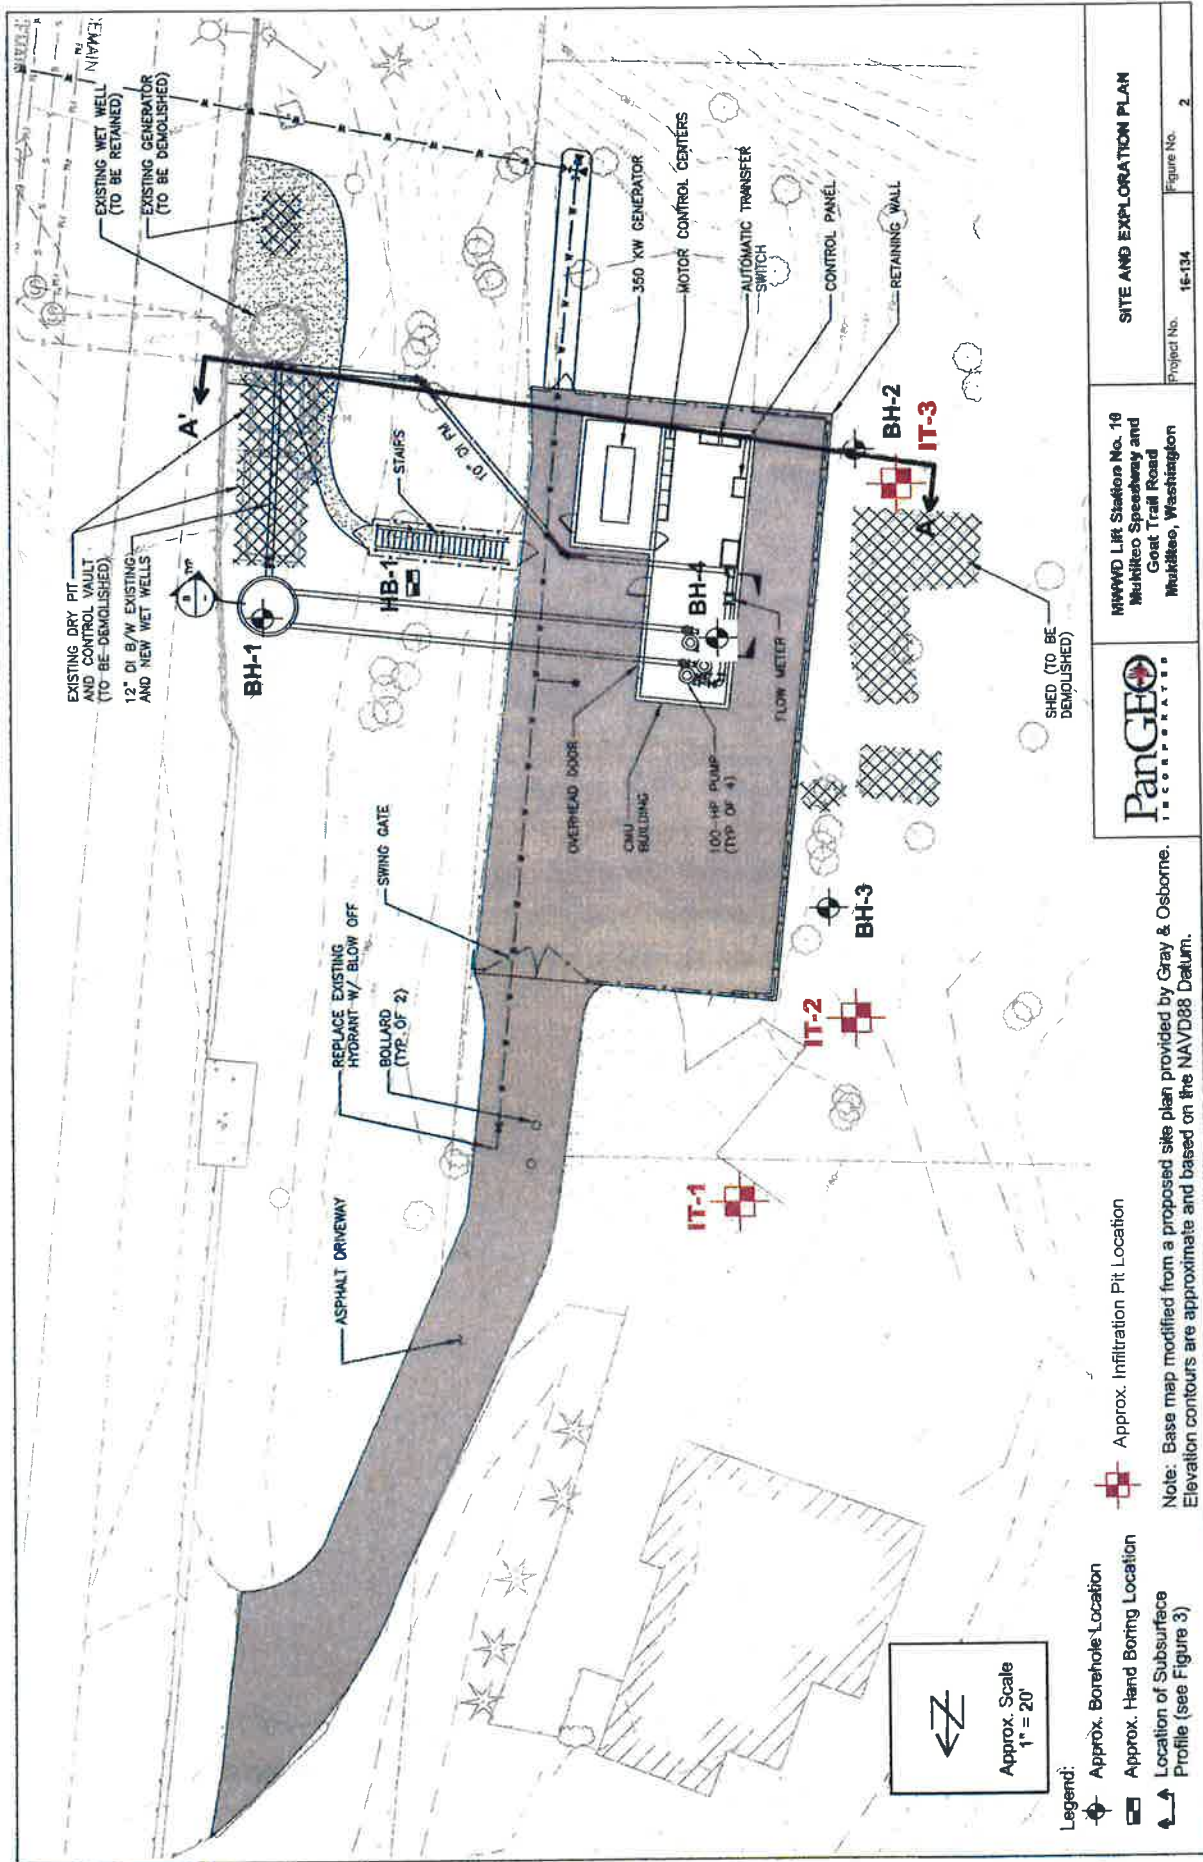 EXISTING DRY PIT
AND CONTROL VAULT
(TO BE DEMOLISHED)
12" DI B/W EXISTING
AND NEW WET WELLS
EMAIN
EXISTING WET WELL
(TO BE RETAINED)
EXISTING GENERATOR
(TO BE DEMOLISHED)
A'
BH-1
HB-1
STAIRS
10" DI FM
350 KW GENERATOR
MOTOR CONTROL CENTERS
AUTOMATIC TRANSFER
SWITCH
CONTROL PANEL
RETAINING WALL
BH-2
IT-3
A
BH-4
FLOW METER
OVERHEAD DOOR
CMU
BUILDING
100-HP PUMP
(TYP OF 4)
SHED (TO BE
DEMOLISHED)
REPLACE EXISTING
HYDRANT W/ BLOW OFF
BOLLARD
(TYP. OF 2)
SWING GATE
ASPHALT DRIVEWAY
BH-3
IT-2
IT-1
Approx. Scale
1" = 20'
Legend:
Approx. Borehole Location
Approx. Hand Boring Location
Location of Subsurface
Profile (see Figure 3)
Approx. Infiltration Pit Location
Note: Base map modified from a proposed site plan provided by Gray & Osborne.
Elevation contours are approximate and based on the NAVD88 Datum.
PanGEO
INCORPORATED
MWWD Lift Station No. 10
Mukilteo Speedway and
Goat Trail Road
Mukilteo, Washington
SITE AND EXPLORATION PLAN
Project No.
16-134
Figure No.
2